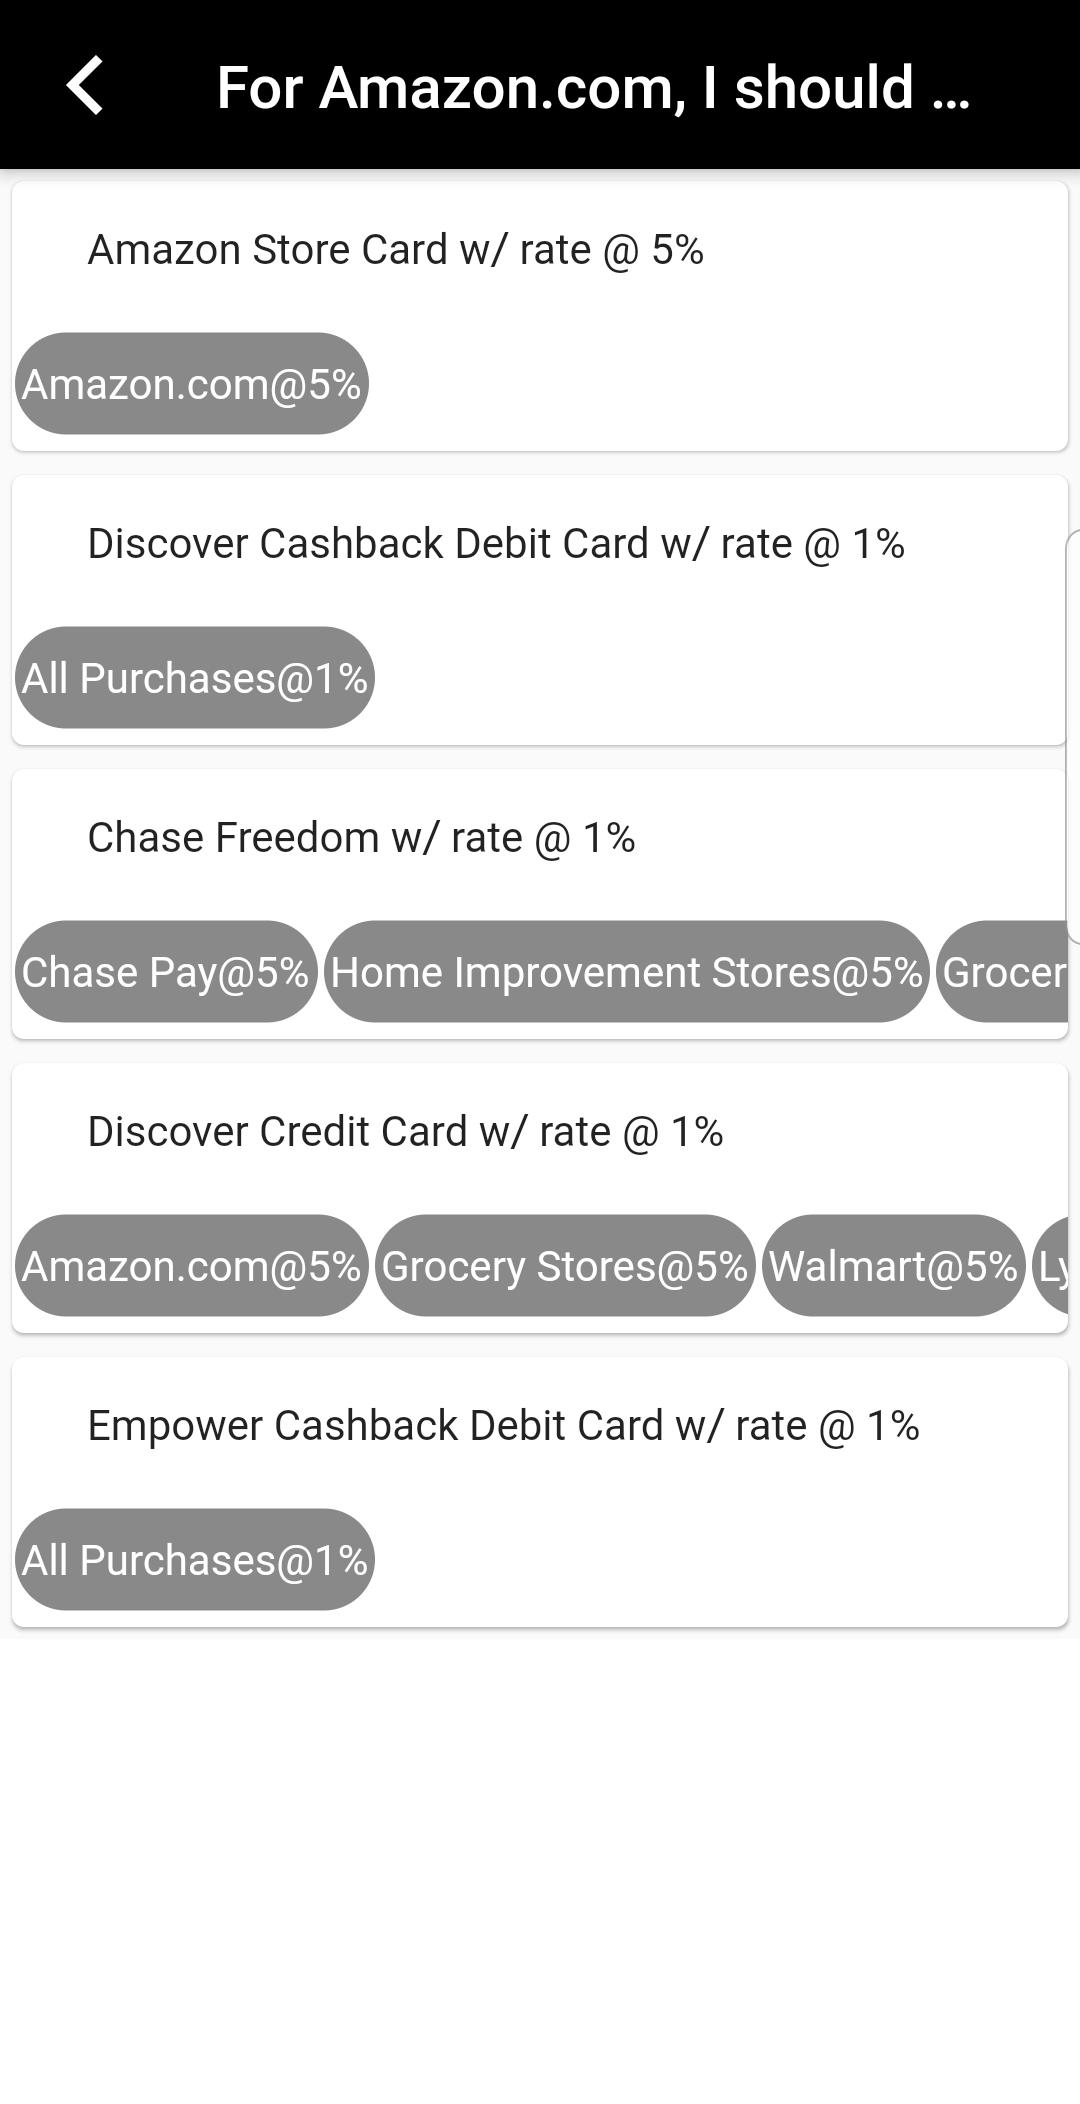 For Amazon.com, I should ...
Amazon Store Card w/ rate @ 5%
Amazon.com@5%
Discover Cashback Debit Card w/ rate @ 1%
All Purchases@1%
Chase Freedom w/ rate @ 1%
Chase Pay@5% Home Improvement Stores@5% Grocer
Discover Credit Card w/ rate @ 1%
Amazon.com@5% Grocery Stores@5% Walmart@5% Ly
Empower Cashback Debit Card w/ rate @ 1%
All Purchases@1%